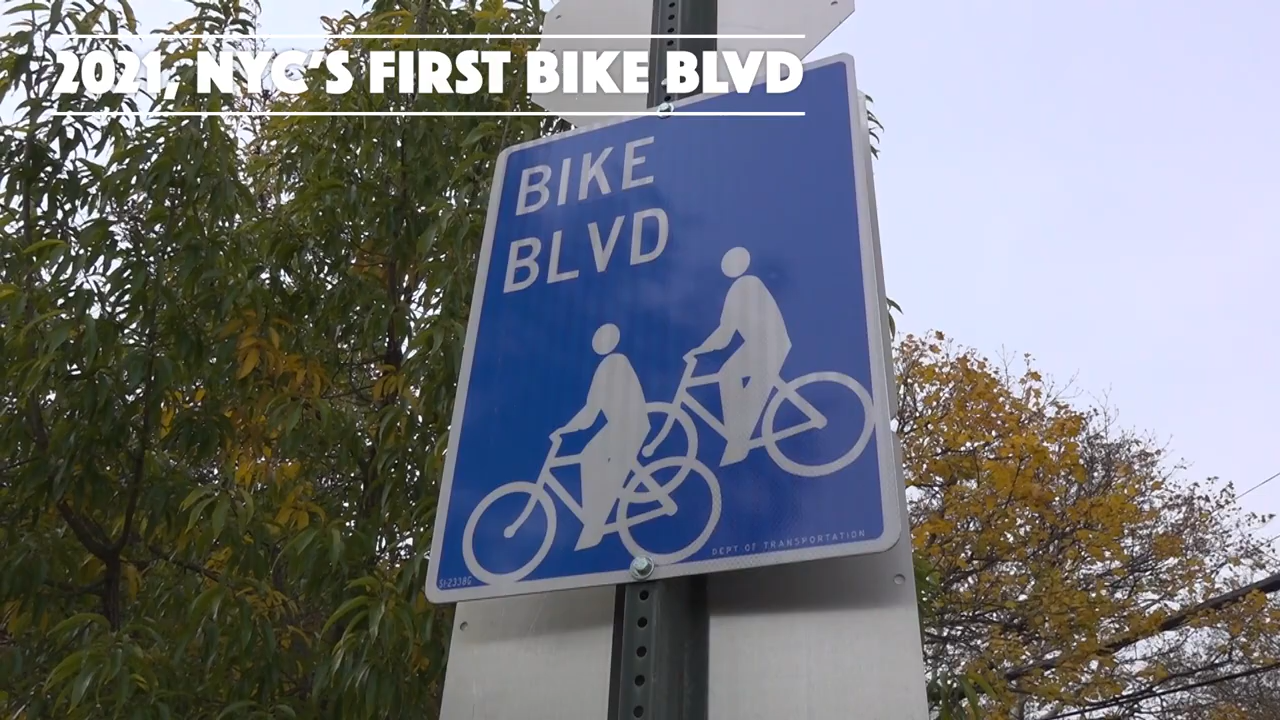 2021, NYC'S FIRST BIKE BLVD
BIKE
BLVD
DEPT OF TRANSPORTATION